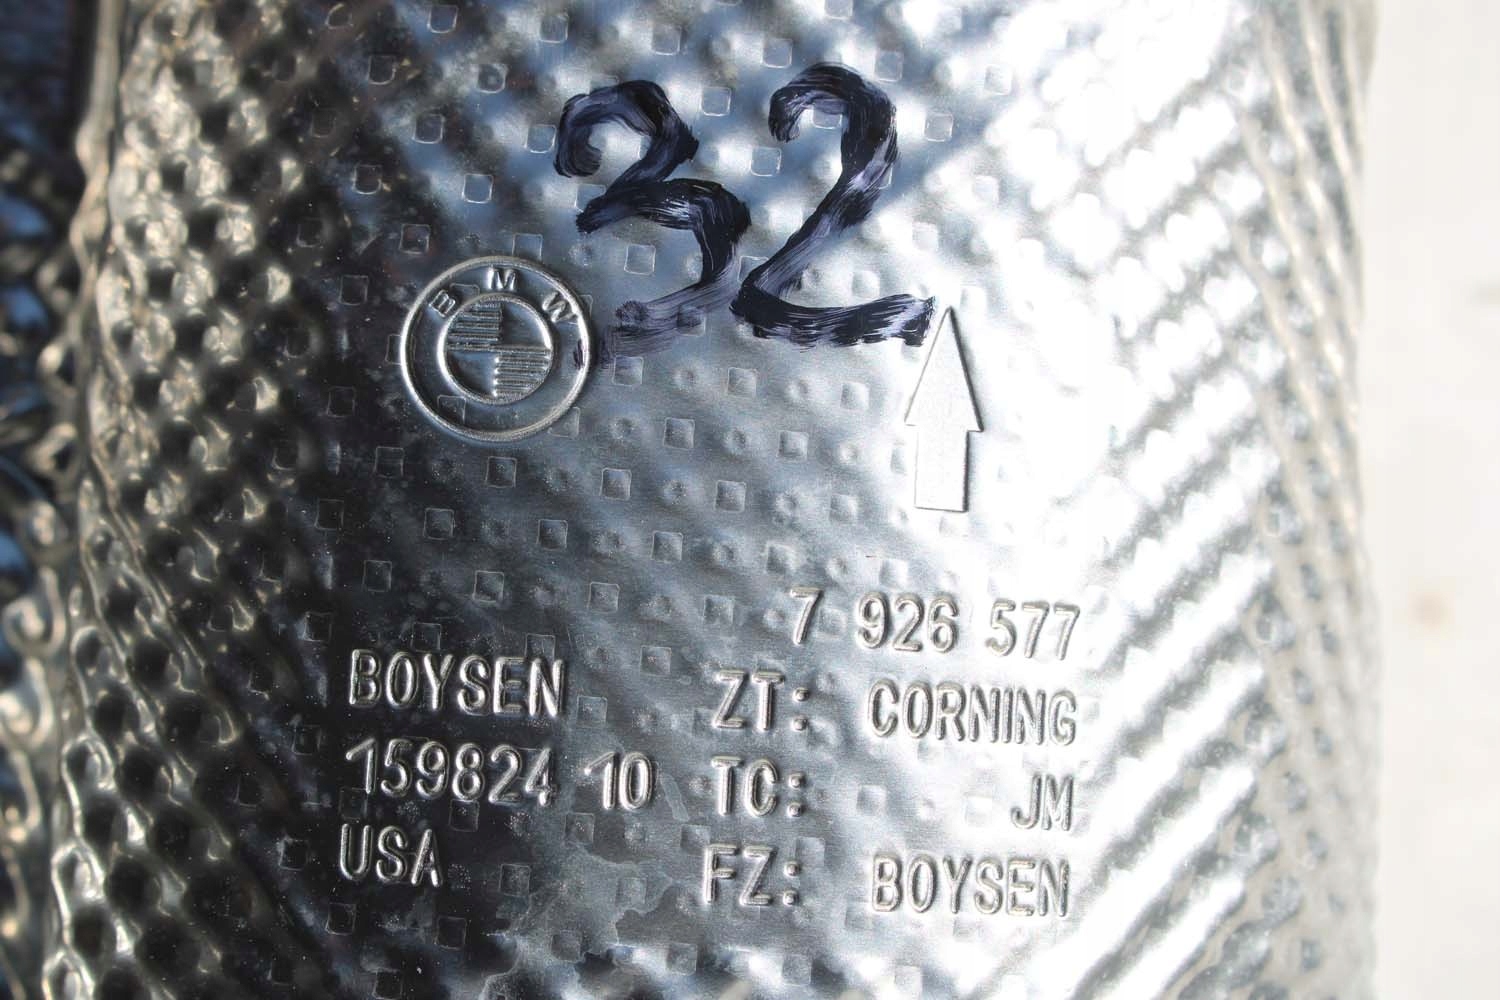 32
BMW
7 926 577
BOYSEN ZT: CORNING
159824 10 TC: JM
USA FZ: BOYSEN